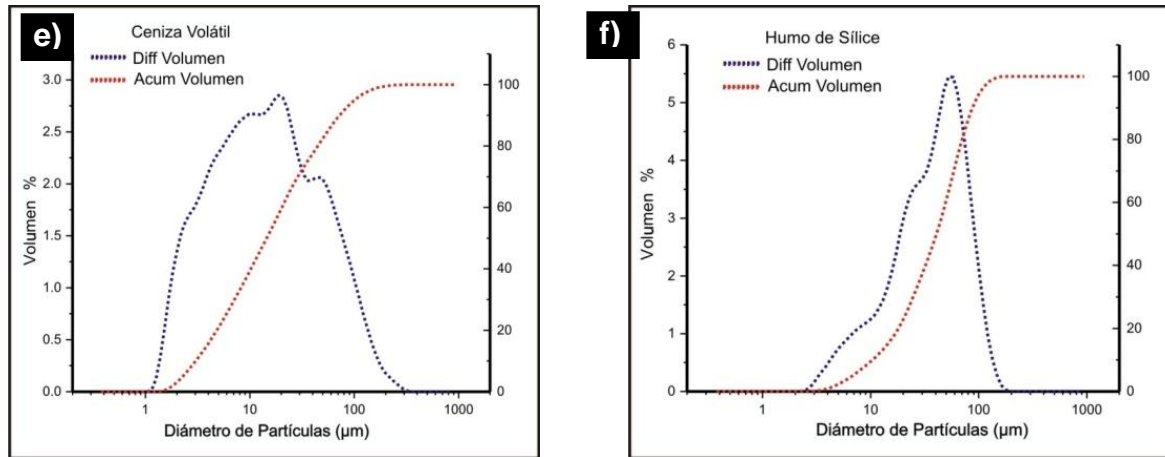 e)
Ceniza Volátil
Diff Volumen
Acum Volumen
3.0
2.5
2.0
1.5
1.0
0.5
0.0
100
80
60
40
20
0
Volumen %
1 10 100 1000
Diámetro de Partículas (µm)
f)
Humo de Sílice
Diff Volumen
Acum Volumen
6
5
4
3
2
1
0
100
80
60
40
20
0
Volumen %
1 10 100 1000
Diámetro de Partículas (µm)